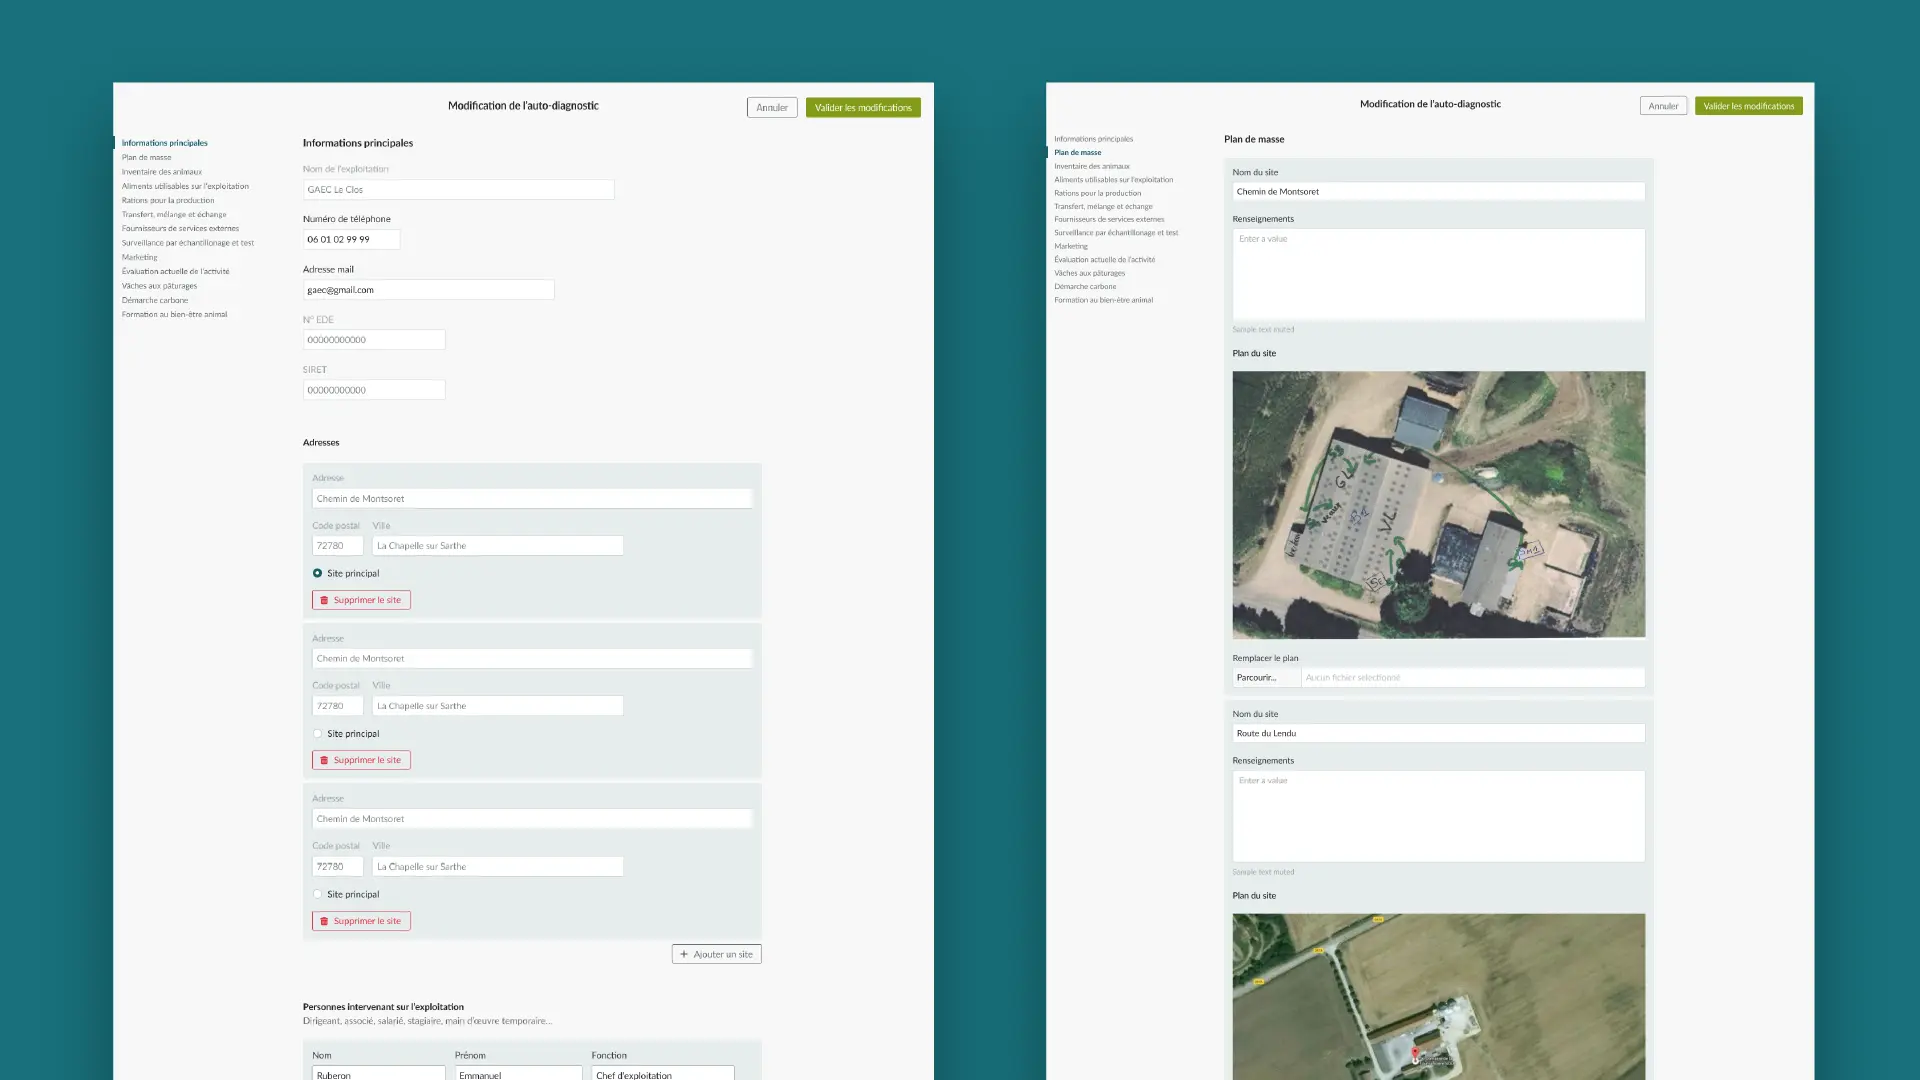 Modification de l'auto-diagnostic
Annuler
Valider les modifications
Informations principales
Plan de masse
Inventaire des animaux
Aliments utilisables sur l'exploitation
Rations pour la production
Transfert, mélange et échange
Fournisseurs de services externes
Surveillance par échantillonage et test
Marketing
Évaluation actuelle de l'activité
Vâches aux pâturages
Démarche carbone
Formation au bien-être animal
Informations principales
Nom de l'exploitation
GAEC Le Clos
Numéro de téléphone
06 01 02 99 99
Adresse mail
gaec@gmail.com
N° EDE
00000000000
SIRET
00000000000
Adresses
Adresse
Chemin de Montsoret
Code postal Ville
72780 La Chapelle sur Sarthe
Site principal
Supprimer le site
Adresse
Chemin de Montsoret
Code postal Ville
72780 La Chapelle sur Sarthe
Site principal
Supprimer le site
Adresse
Chemin de Montsoret
Code postal Ville
72780 La Chapelle sur Sarthe
Site principal
Supprimer le site
+ Ajouter un site
Personnes intervenant sur l'exploitation
Dirigeant, associé, salarié, stagiaire, main d'œuvre temporaire...
Nom Prénom Fonction
Ruberon Emmanuel Chef d'exploitation
Modification de l'auto-diagnostic
Annuler
Valider les modifications
Informations principales
Plan de masse
Inventaire des animaux
Aliments utilisables sur l'exploitation
Rations pour la production
Transfert, mélange et échange
Fournisseurs de services externes
Surveillance par échantillonage et test
Marketing
Évaluation actuelle de l'activité
Vâches aux pâturages
Démarche carbone
Formation au bien-être animal
Plan de masse
Nom du site
Chemin de Montsoret
Renseignements
Enter a value
Sample text muted
Plan du site
GL
VL
Remplacer le plan
Parcourir... Aucun fichier selectionné
Nom du site
Route du Lendu
Renseignements
Enter a value
Sample text muted
Plan du site